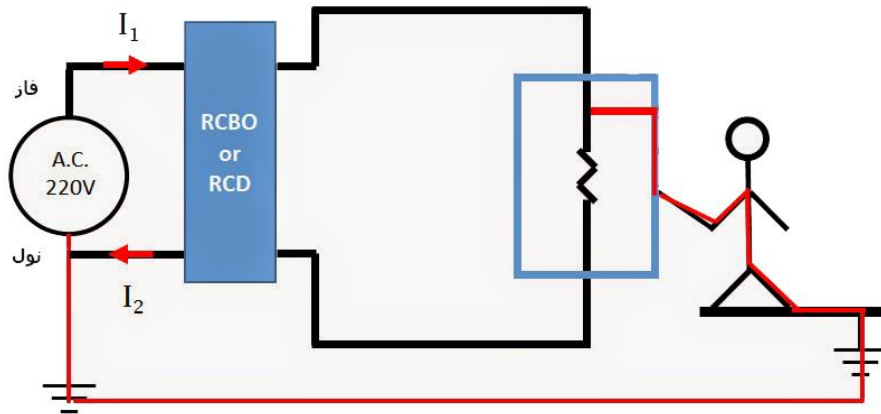 I₁
فاز
RCBO
or
RCD
A.C.
220V
نول
I₂